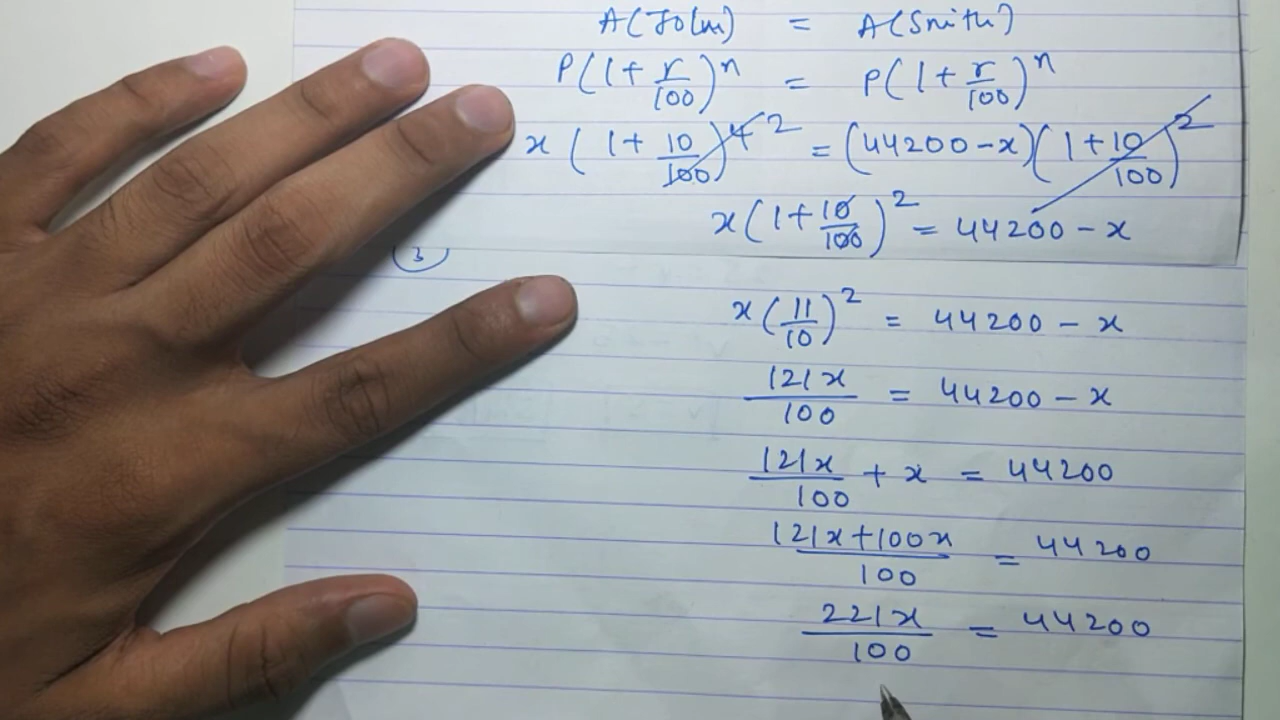 A(John) = A(Smith)
P(1+r/100)^n = P(1+r/100)^n
x(1+10/100)^4 2 = (44200-x)(1+10/100)^2
x(1+10/100)^2 = 44200-x
3
x(11/10)^2 = 44200-x
121x/100 = 44200-x
121x/100 + x = 44200
121x+100x/100 = 44200
221x/100 = 44200